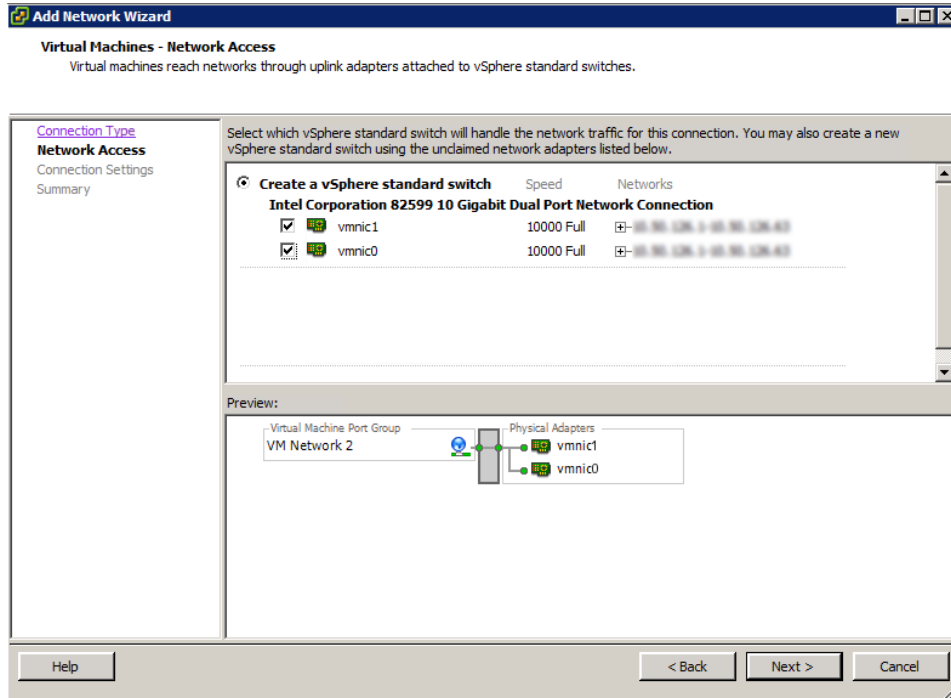 Add Network Wizard
Virtual Machines - Network Access
Virtual machines reach networks through uplink adapters attached to vSphere standard switches.
Connection Type
Network Access
Connection Settings
Summary
Select which vSphere standard switch will handle the network traffic for this connection. You may also create a new
vSphere standard switch using the unclaimed network adapters listed below.
Create a vSphere standard switch Speed Networks
Intel Corporation 82599 10 Gigabit Dual Port Network Connection
vmnic1 10000 Full
vmnic0 10000 Full
Preview:
Virtual Machine Port Group Physical Adapters
VM Network 2 vmnic1
vmnic0
Help < Back Next > Cancel